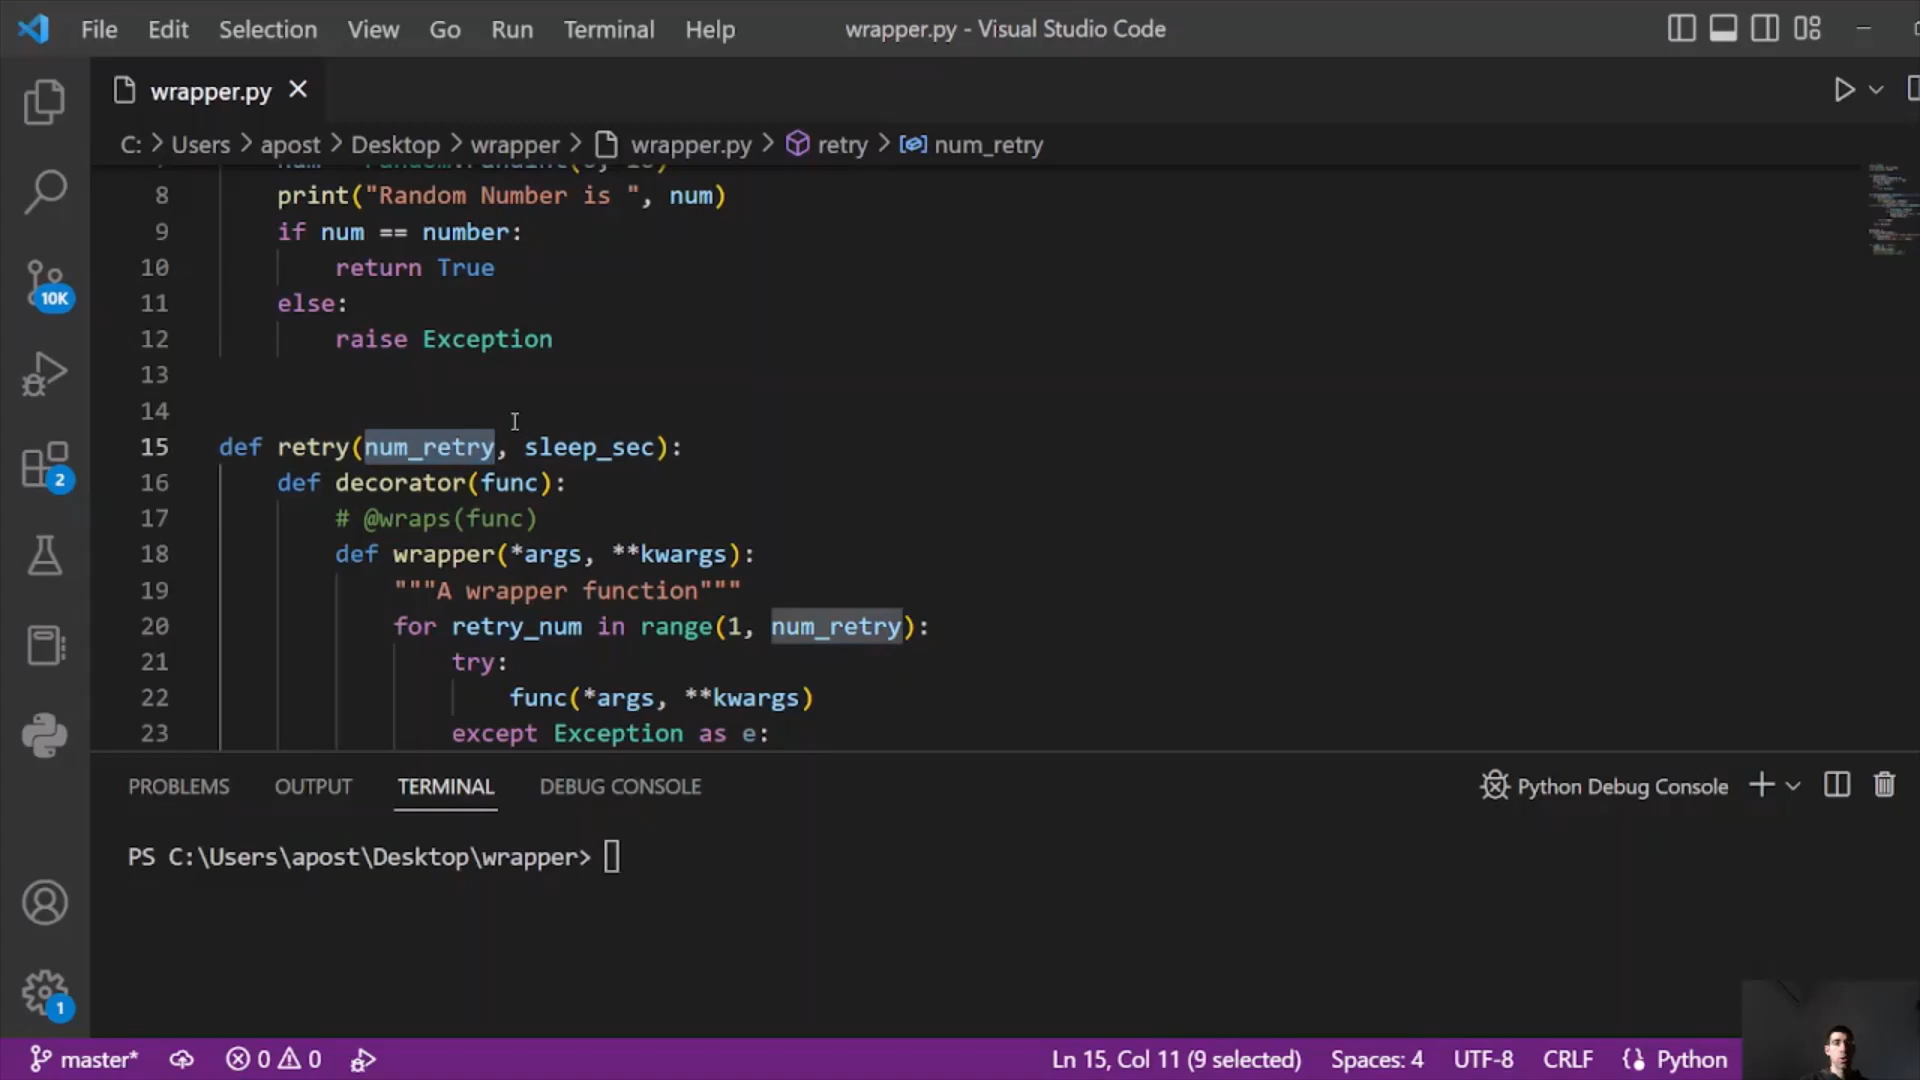 File Edit Selection View Go Run Terminal Help wrapper.py - Visual Studio Code
wrapper.py
C: > Users > apost > Desktop > wrapper > wrapper.py > retry > num_retry
8 print("Random Number is ", num)
9 if num == number:
10 return True
11 else:
12 raise Exception
13
14
15 def retry(num_retry, sleep_sec):
16 def decorator(func):
17 # @wraps(func)
18 def wrapper(*args, **kwargs):
19 """A wrapper function"""
20 for retry_num in range(1, num_retry):
21 try:
22 func(*args, **kwargs)
23 except Exception as e:
10K
2
1
PROBLEMS OUTPUT TERMINAL DEBUG CONSOLE Python Debug Console
PS C:\Users\apost\Desktop\wrapper>
master* 0 0 Ln 15, Col 11 (9 selected) Spaces: 4 UTF-8 CRLF Python